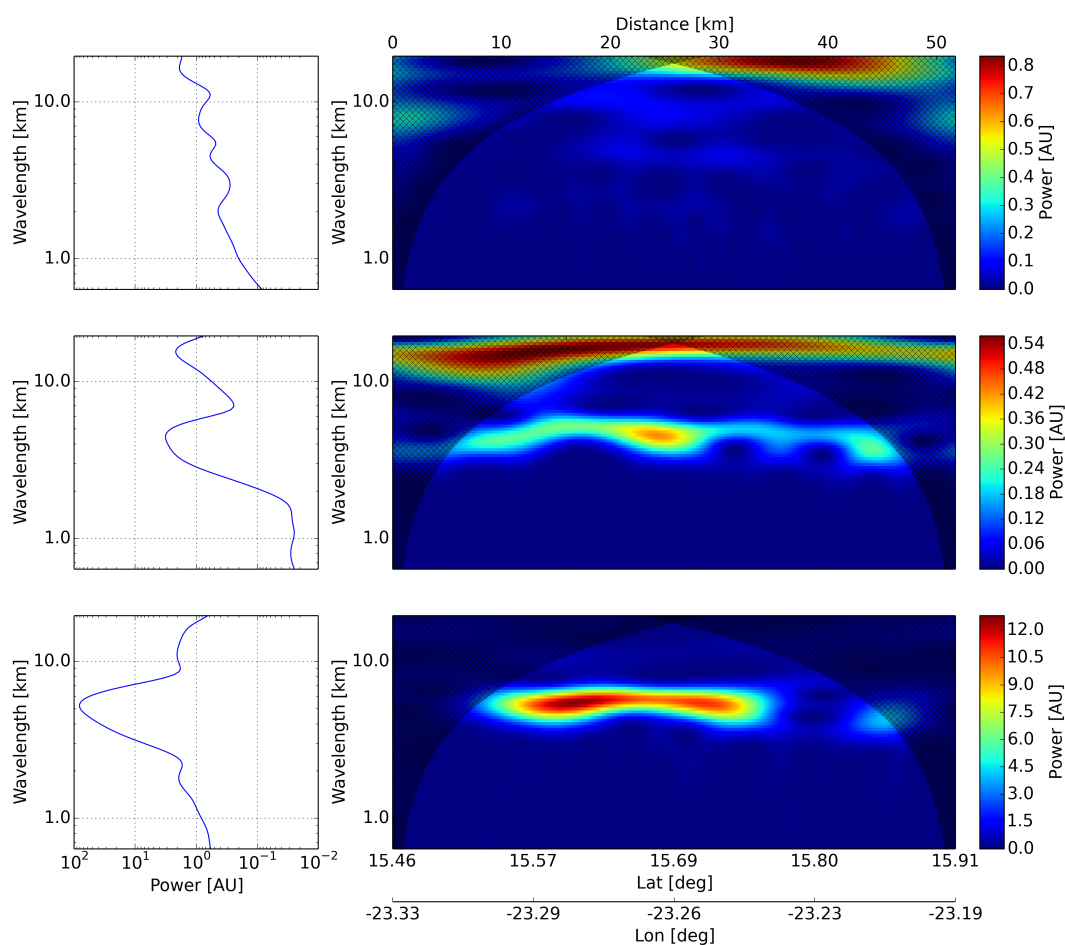 Distance [km]
0 10 20 30 40 50
Wavelength [km]
10.0
1.0
Wavelength [km]
10.0
1.0
Power [AU]
0.8
0.7
0.6
0.5
0.4
0.3
0.2
0.1
0.0
Wavelength [km]
10.0
1.0
Wavelength [km]
10.0
1.0
Power [AU]
0.54
0.48
0.42
0.36
0.30
0.24
0.18
0.12
0.06
0.00
Wavelength [km]
10.0
1.0
Wavelength [km]
10.0
1.0
Power [AU]
12.0
10.5
9.0
7.5
6.0
4.5
3.0
1.5
0.0
10² 10¹ 10⁰ 10⁻¹ 10⁻²
Power [AU]
15.46 15.57 15.69 15.80 15.91
Lat [deg]
-23.33 -23.29 -23.26 -23.23 -23.19
Lon [deg]